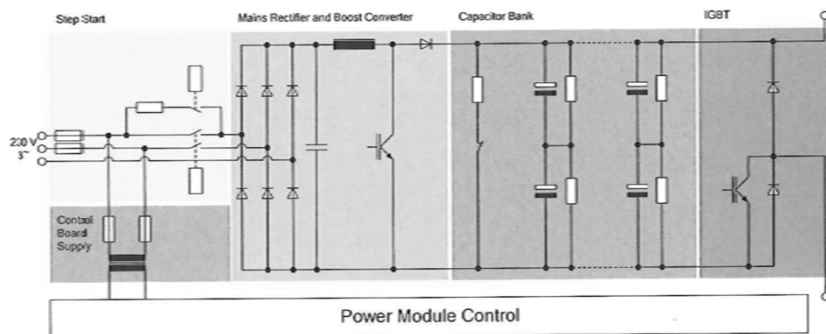 Step Start
Mains Rectifier and Boost Converter
Capacitor Bank
IGBT
230 V
3~
Control
Board
Supply
Power Module Control